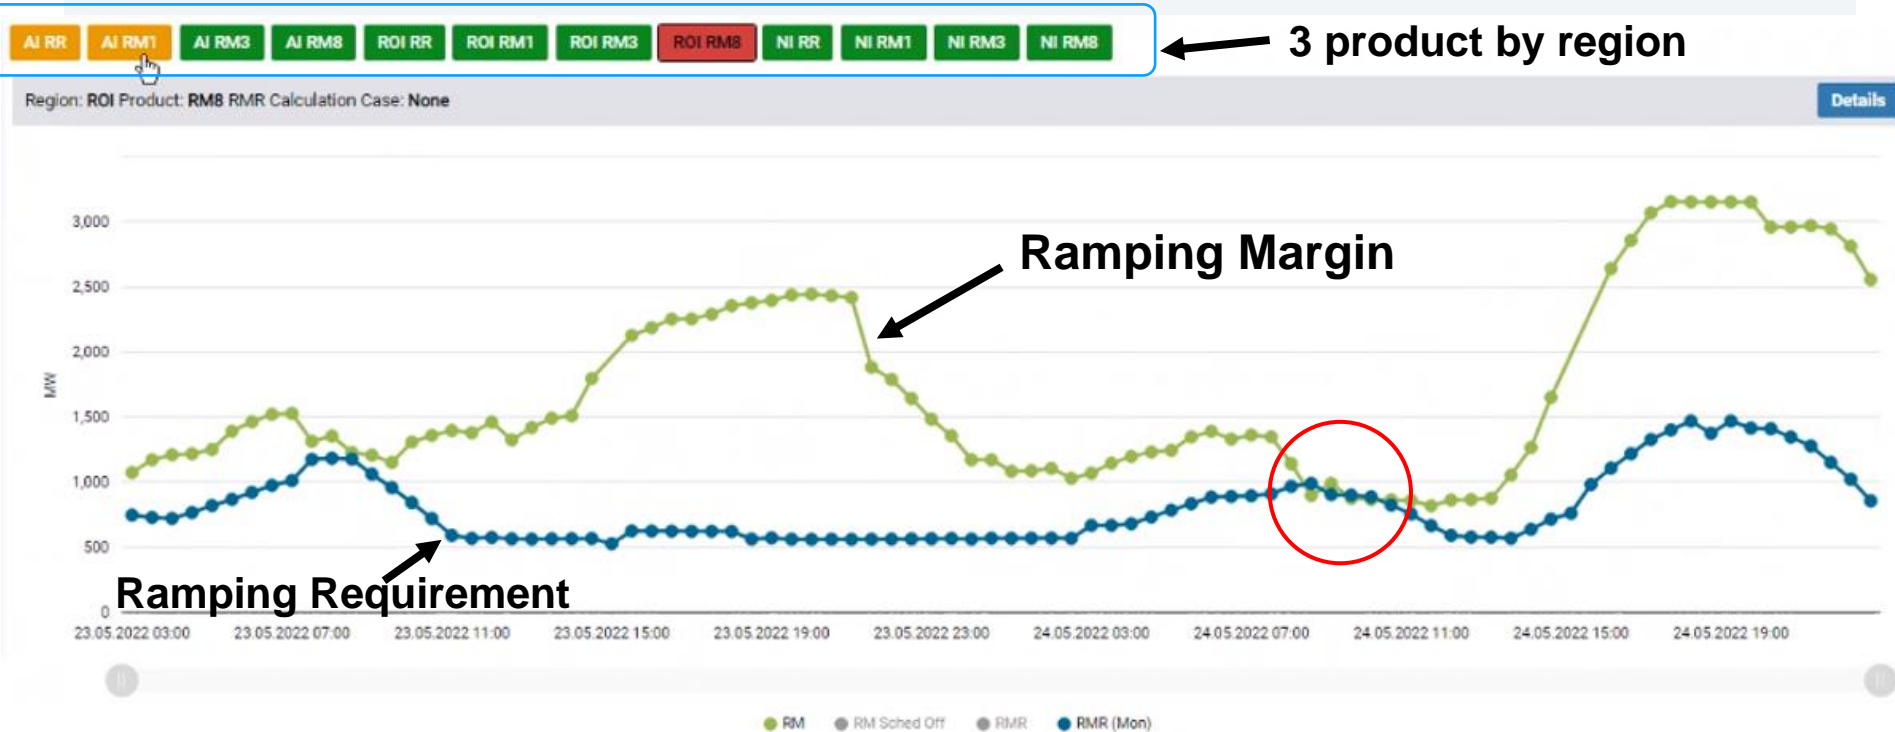 AI RR AI RM1 AI RM3 AI RM8 ROI RR ROI RM1 ROI RM3 ROI RM8 NI RR NI RM1 NI RM3 NI RM8
3 product by region
Region: ROI Product: RM8 RMR Calculation Case: None
Details
Ramping Margin
3,000
2,500
2,000
MW
1,500
1,000
500
0
Ramping Requirement
23.05.2022 03:00 23.05.2022 07:00 23.05.2022 11:00 23.05.2022 15:00 23.05.2022 19:00 23.05.2022 23:00 24.05.2022 03:00 24.05.2022 07:00 24.05.2022 11:00 24.05.2022 15:00 24.05.2022 19:00
RM RM Sched Off RMR RMR (Mon)